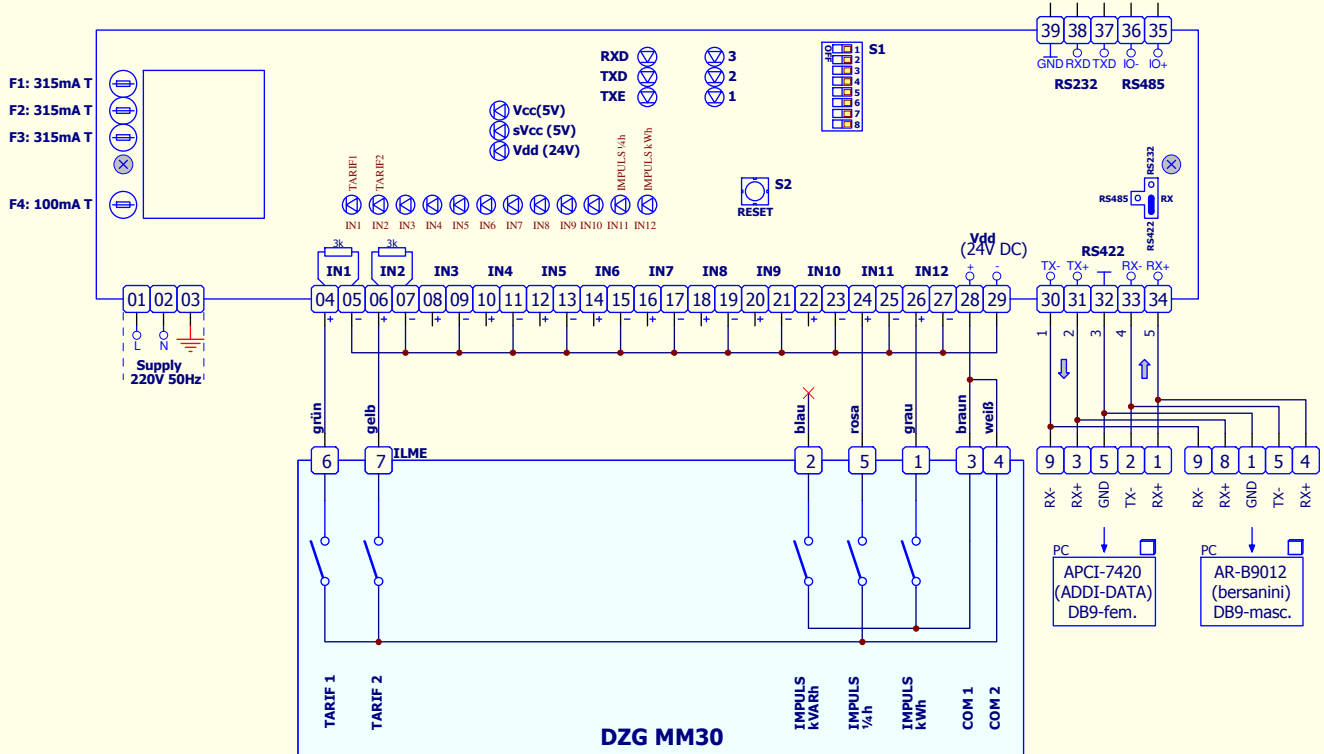 39 38 37 36 35
GND RXD TXD IO- IO+
RS232 RS485
F1: 315mA T
F2: 315mA T
F3: 315mA T
F4: 100mA T
RXD 3
TXD 2
TXE 1
OFF
1
2
3
4
5
6
7
8
S1
Vcc(5V)
sVcc (5V)
Vdd (24V)
TARIF1 TARIF2 IMPULS ¼h IMPULS kWh
IN1 IN2 IN3 IN4 IN5 IN6 IN7 IN8 IN9 IN10 IN11 IN12
S2
RESET
RS232
RS485 RX
RS422
3k 3k
IN1 IN2 IN3 IN4 IN5 IN6 IN7 IN8 IN9 IN10 IN11 IN12
Vdd
(24V DC)
+ -
RS422
TX- TX+ RX- RX+
01 02 03
04 05 06 07 08 09 10 11 12 13 14 15 16 17 18 19 20 21 22 23 24 25 26 27 28 29
30 31 32 33 34
+ − + − + − + − + − + − + − + − + − + − + − + −
L N
Supply
220V 50Hz
1 2 3 4 5
grün gelb blau rosa grau braun weiß
ILME
6 7 2 5 1 3 4
9 3 5 2 1
RX- RX+ GND TX- RX+
9 8 1 5 4
RX- RX+ GND TX- RX+
PC
APCI-7420
(ADDI-DATA)
DB9-fem.
PC
AR-B9012
(bersanini)
DB9-masc.
TARIF 1
TARIF 2
IMPULS
kVARh
IMPULS
¼h
IMPULS
kWh
COM 1
COM 2
DZG MM30